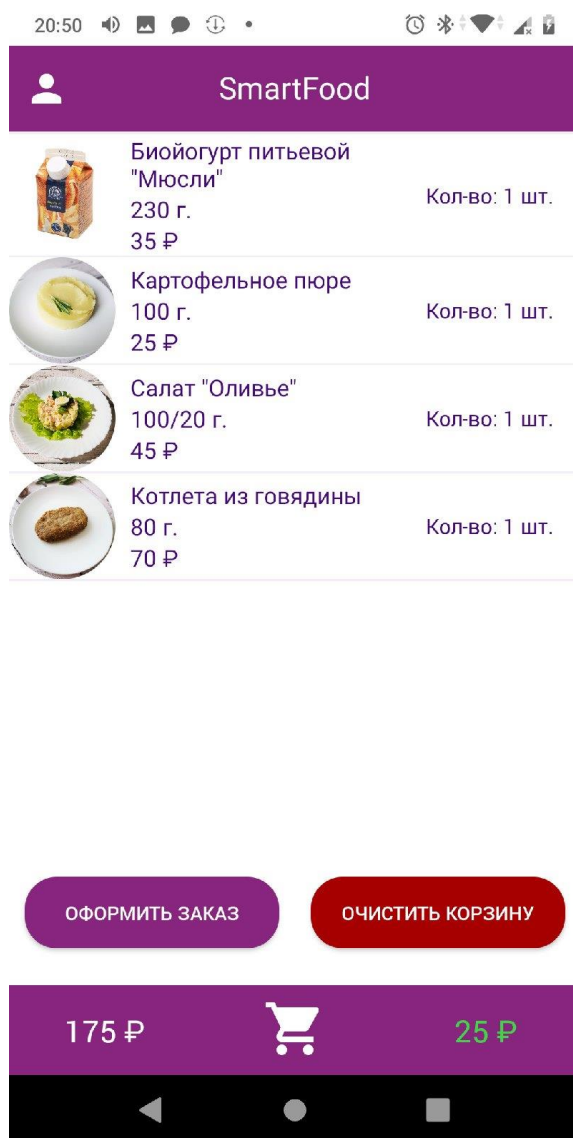 20:50
SmartFood
Биойогурт питьевой
"Мюсли"
230 г.
35 ₽
Кол-во: 1 шт.
Картофельное пюре
100 г.
25 ₽
Кол-во: 1 шт.
Салат "Оливье"
100/20 г.
45 ₽
Кол-во: 1 шт.
Котлета из говядины
80 г.
70 ₽
Кол-во: 1 шт.
ОФОРМИТЬ ЗАКАЗ
ОЧИСТИТЬ КОРЗИНУ
175 ₽
25 ₽